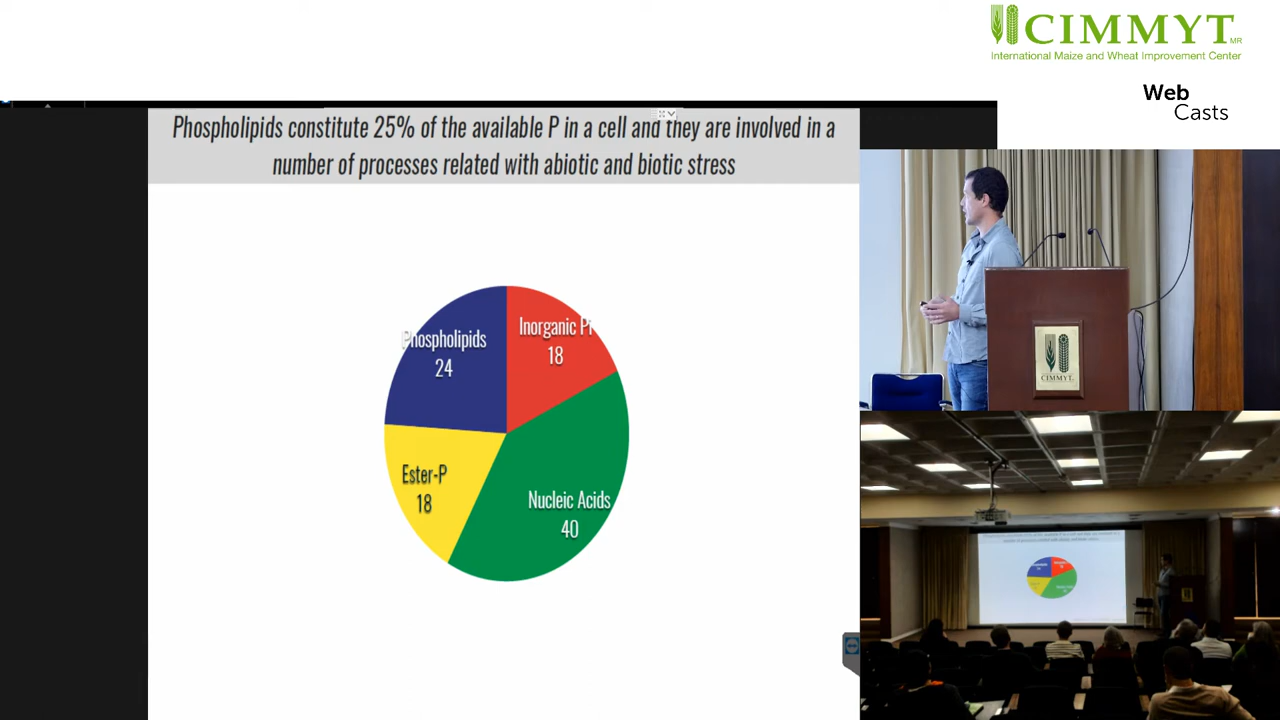 CIMMYT
MR
International Maize and Wheat Improvement Center
Web
Casts
Phospholipids constitute 25% of the available P in a cell and they are involved in a
number of processes related with abiotic and biotic stress
Phospholipids
24
Inorganic Pi
18
Ester-P
18
Nucleic Acids
40
CIMMYT